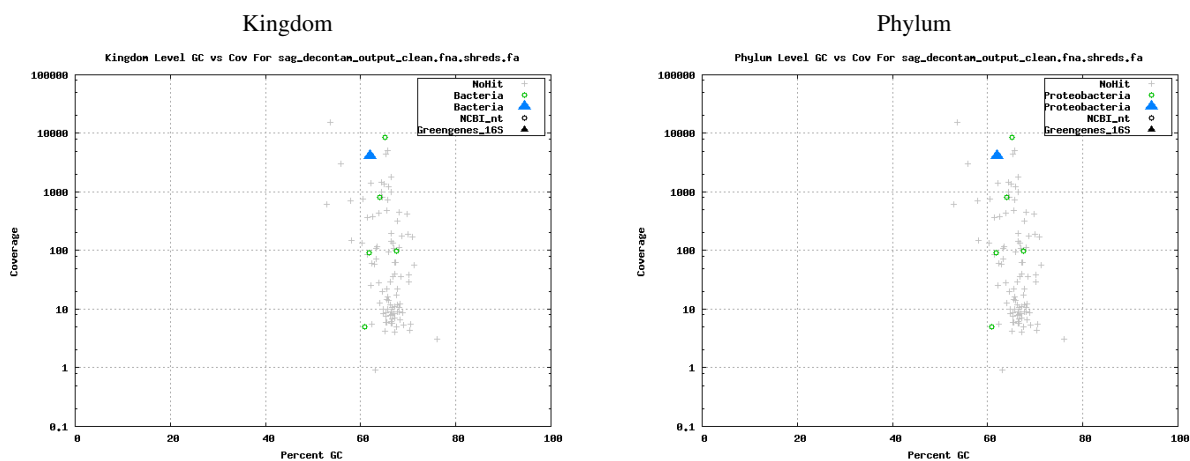 Kingdom
Kingdom Level GC vs Cov For sag_decontam_output_clean.fna.shreds.fa
100000
10000
1000
100
10
1
0.1
0
20
40
60
80
100
Coverage
Percent GC
NoHit
Bacteria
Bacteria
NCBI_nt
Greengenes_16S
Phylum
Phylum Level GC vs Cov For sag_decontam_output_clean.fna.shreds.fa
100000
10000
1000
100
10
1
0.1
0
20
40
60
80
100
Coverage
Percent GC
NoHit
Proteobacteria
Proteobacteria
NCBI_nt
Greengenes_16S